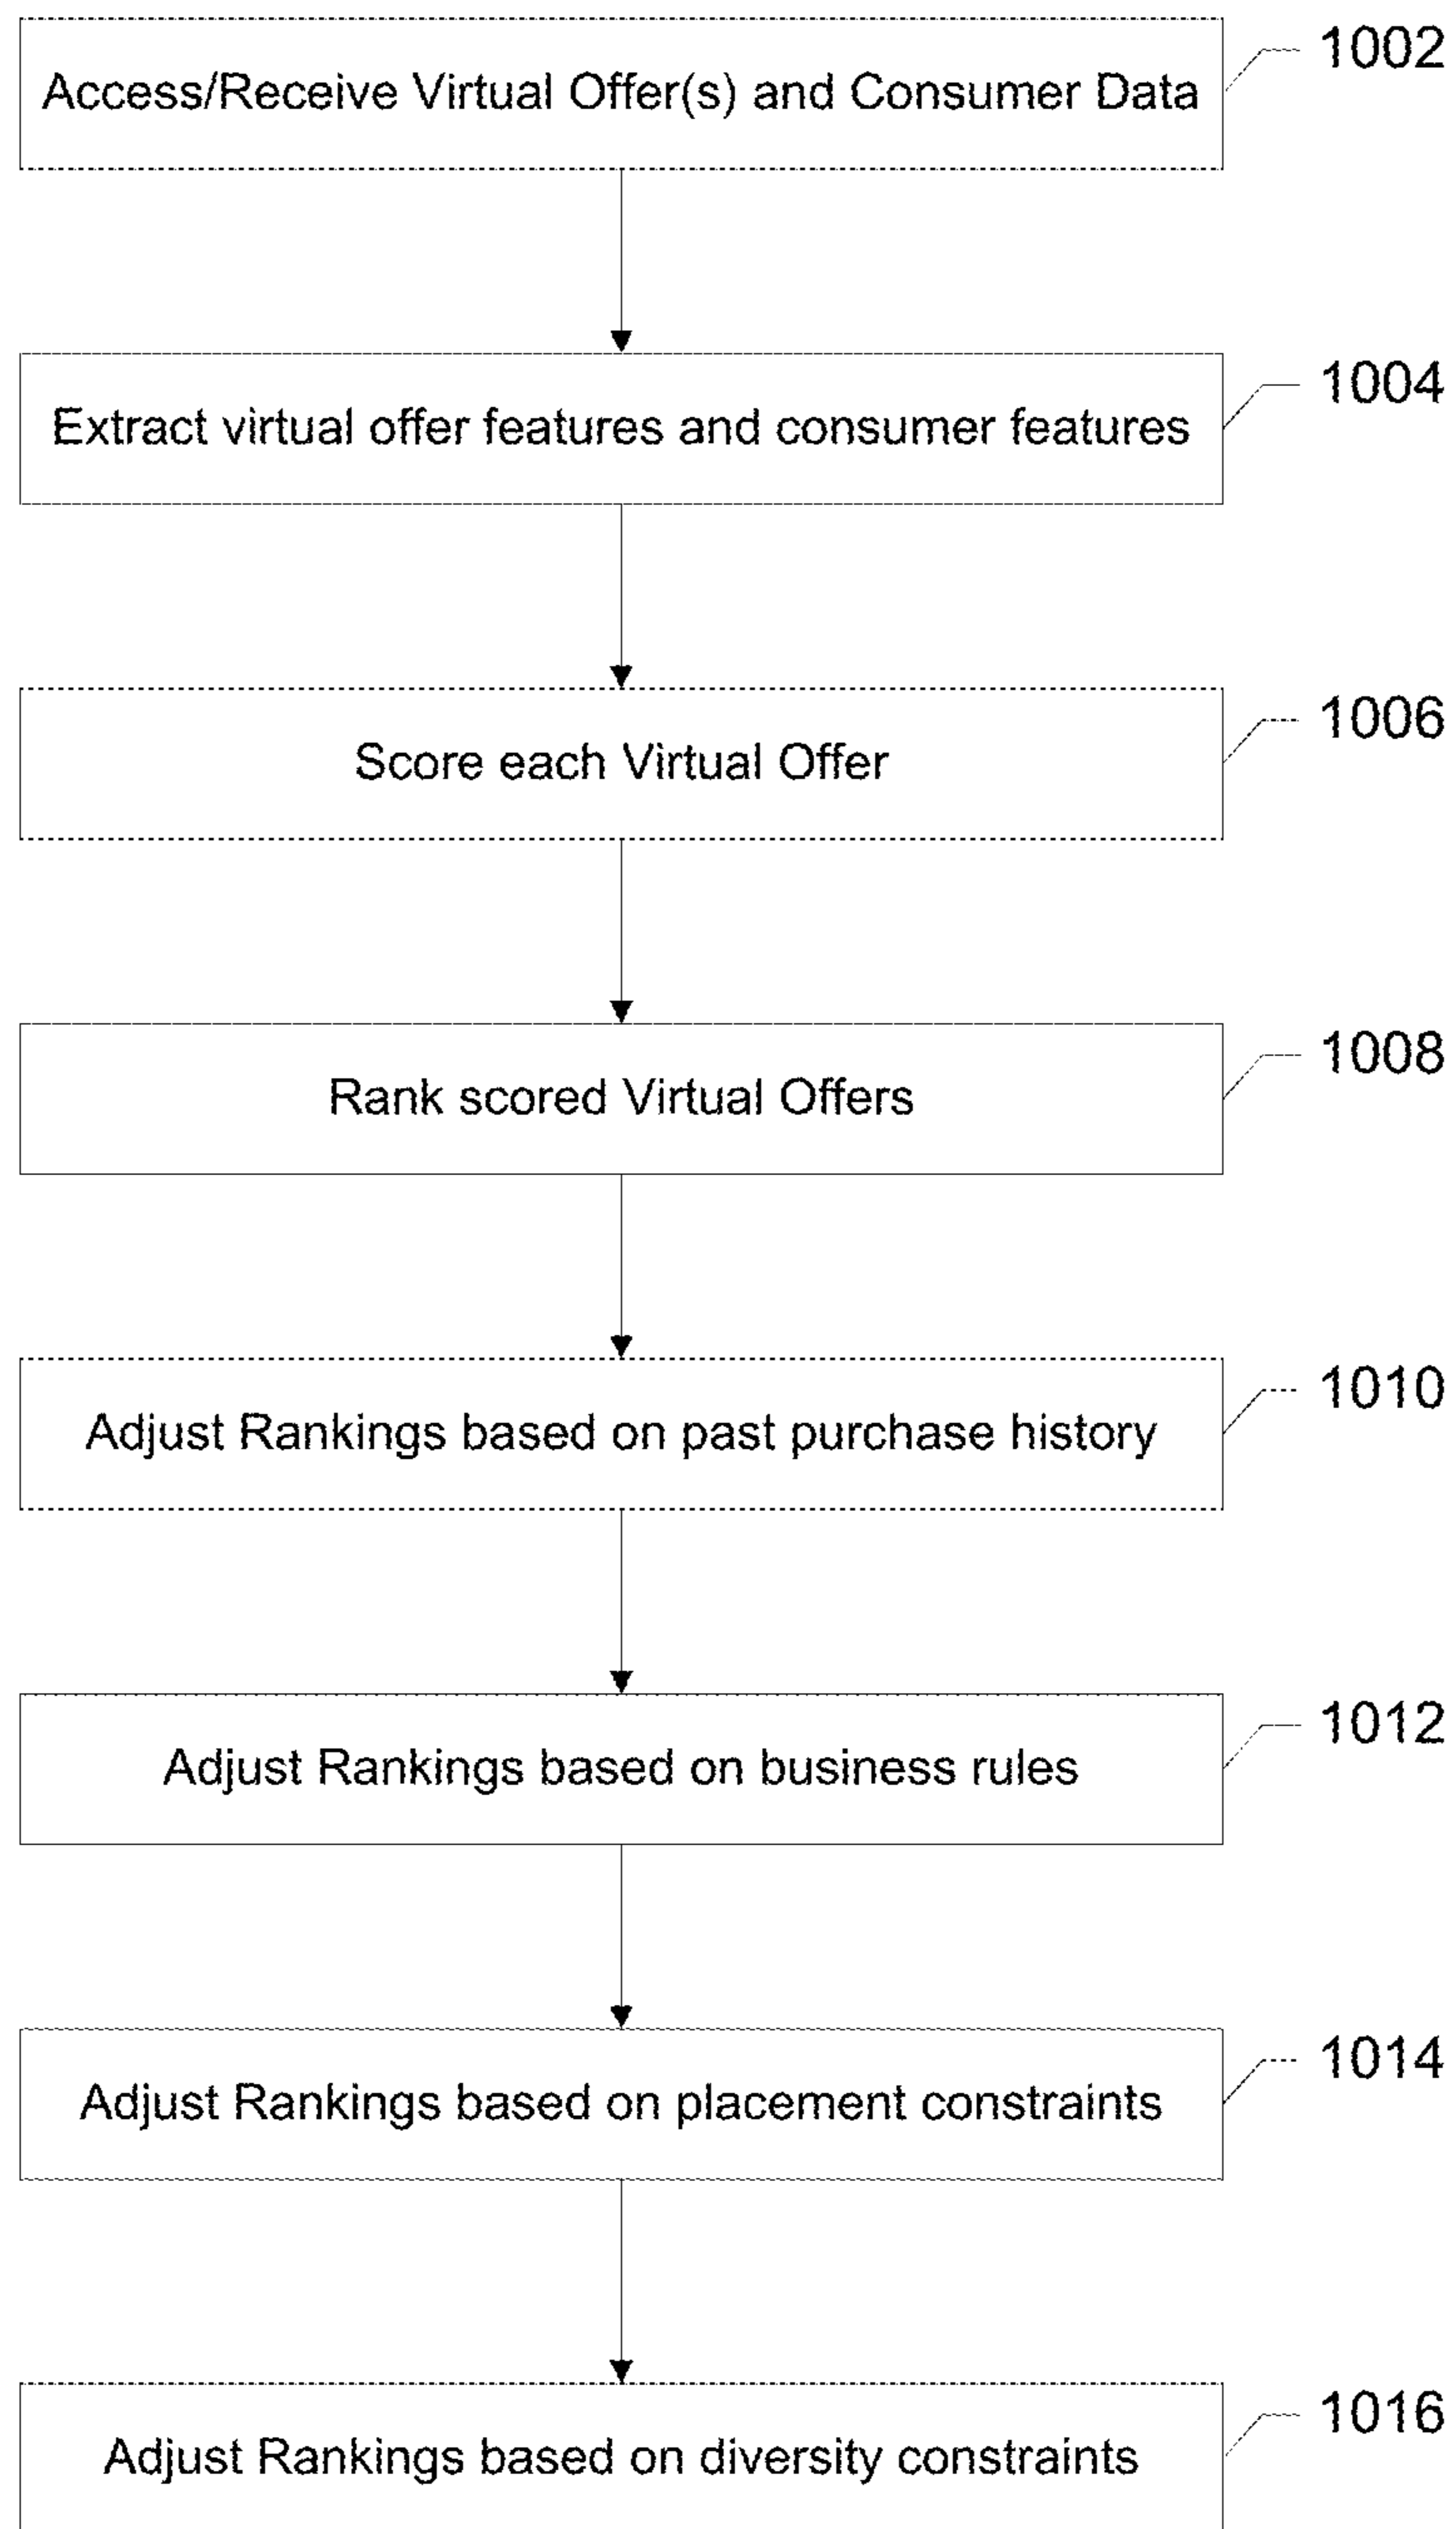 1002
Access/Receive Virtual Offer(s) and Consumer Data
1004
Extract virtual offer features and consumer features
1006
Score each Virtual Offer
1008
Rank scored Virtual Offers
1010
Adjust Rankings based on past purchase history
1012
Adjust Rankings based on business rules
1014
Adjust Rankings based on placement constraints
1016
Adjust Rankings based on diversity constraints